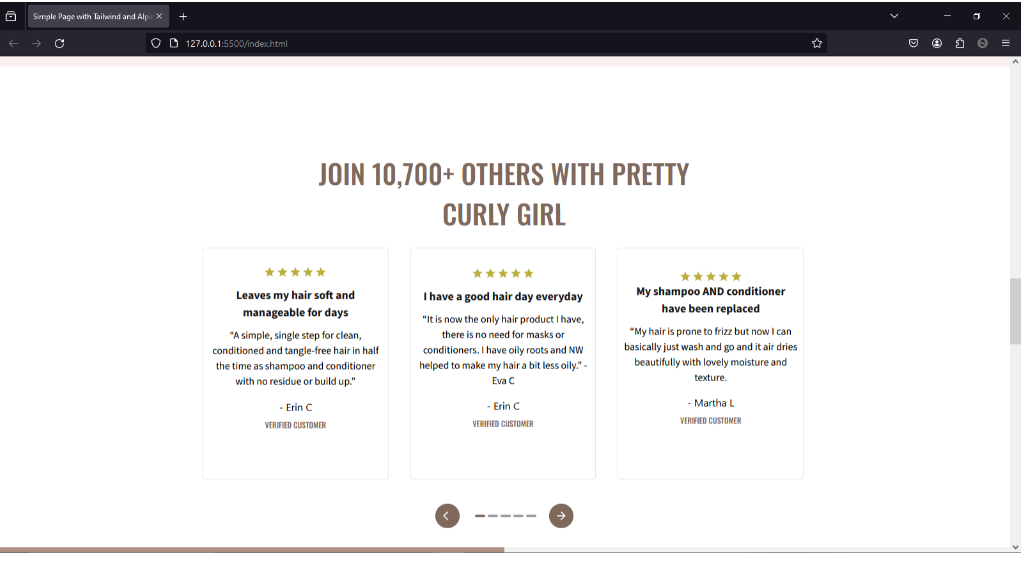 Simple Page with Tailwind and Alpin
127.0.0.1:5500/index.html
JOIN 10,700+ OTHERS WITH PRETTY
CURLY GIRL
Leaves my hair soft and
manageable for days
“A simple, single step for clean,
conditioned and tangle-free hair in half
the time as shampoo and conditioner
with no residue or build up.”
- Erin C
VERIFIED CUSTOMER
I have a good hair day everyday
“It is now the only hair product I have,
there is no need for masks or
conditioners. I have oily roots and NW
helped to make my hair a bit less oily.” -
Eva C
- Erin C
VERIFIED CUSTOMER
My shampoo AND conditioner
have been replaced
“My hair is prone to frizz but now I can
basically just wash and go and it air dries
beautifully with lovely moisture and
texture.
- Martha L
VERIFIED CUSTOMER